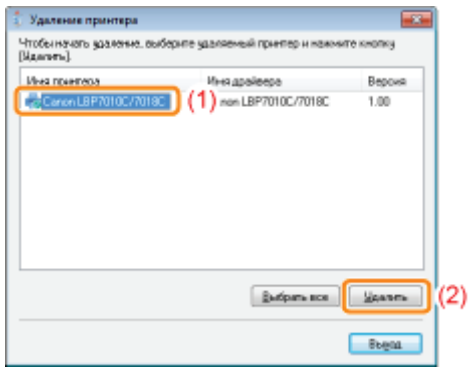 Удаление принтера
Чтобы начать удаление, выберите удаляемый принтер и нажмите кнопку
[Удалить].
Имя принтера Имя драйвера Версия
Canon LBP7010C/7018C (1) non LBP7010C/7018C 1.00
Выбрать все Удалить (2)
Выход